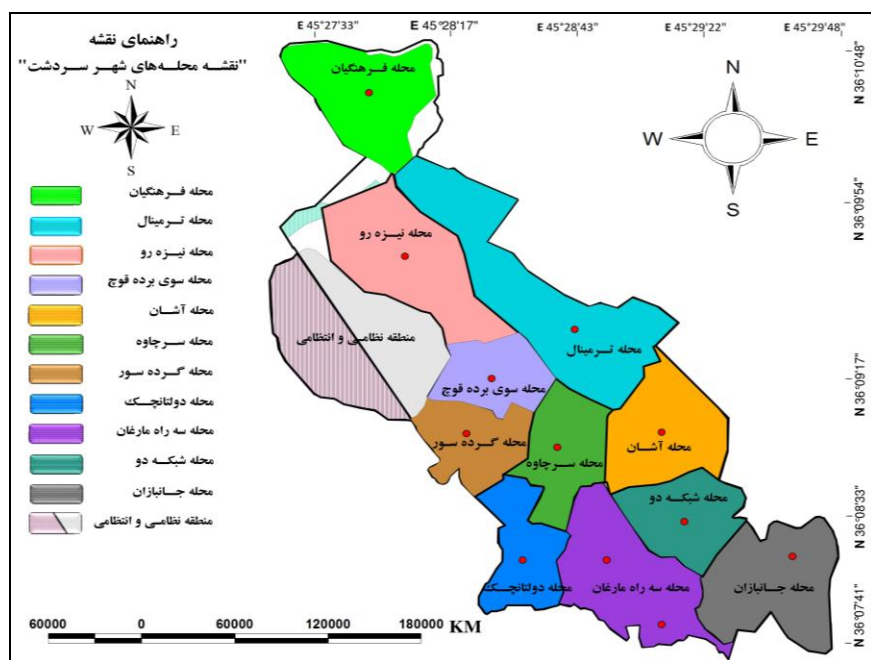 E 45°27'33" E 45°28'17" E 45°28'43" E 45°29'22" E 45°29'48"
راهنمای نقشه
"نقشه محله‌های شهر سردشت"
N
W E
S
محله فرهنگیان
محله ترمینال
محله نیزه رو
محله سوی برده قوچ
محله آشان
محله سرچاوه
محله گرده سور
محله دولتانچک
محله سه راه مارغان
محله شبکه دو
محله جانبازان
منطقه نظامی و انتظامی
60000 0 60000 120000 180000 KM
محله فرهنگیان
محله نیزه رو
منطقه نظامی و انتظامی
محله ترمینال
محله سوی برده قوچ
محله گرده سور
محله سرچاوه
محله آشان
محله شبکه دو
محله دولتانچک
محله سه راه مارغان
محله جانبازان
N
W E
S
N 36°10'48"
N 36°09'54"
N 36°09'17"
N 36°08'33"
N 36°07'41"